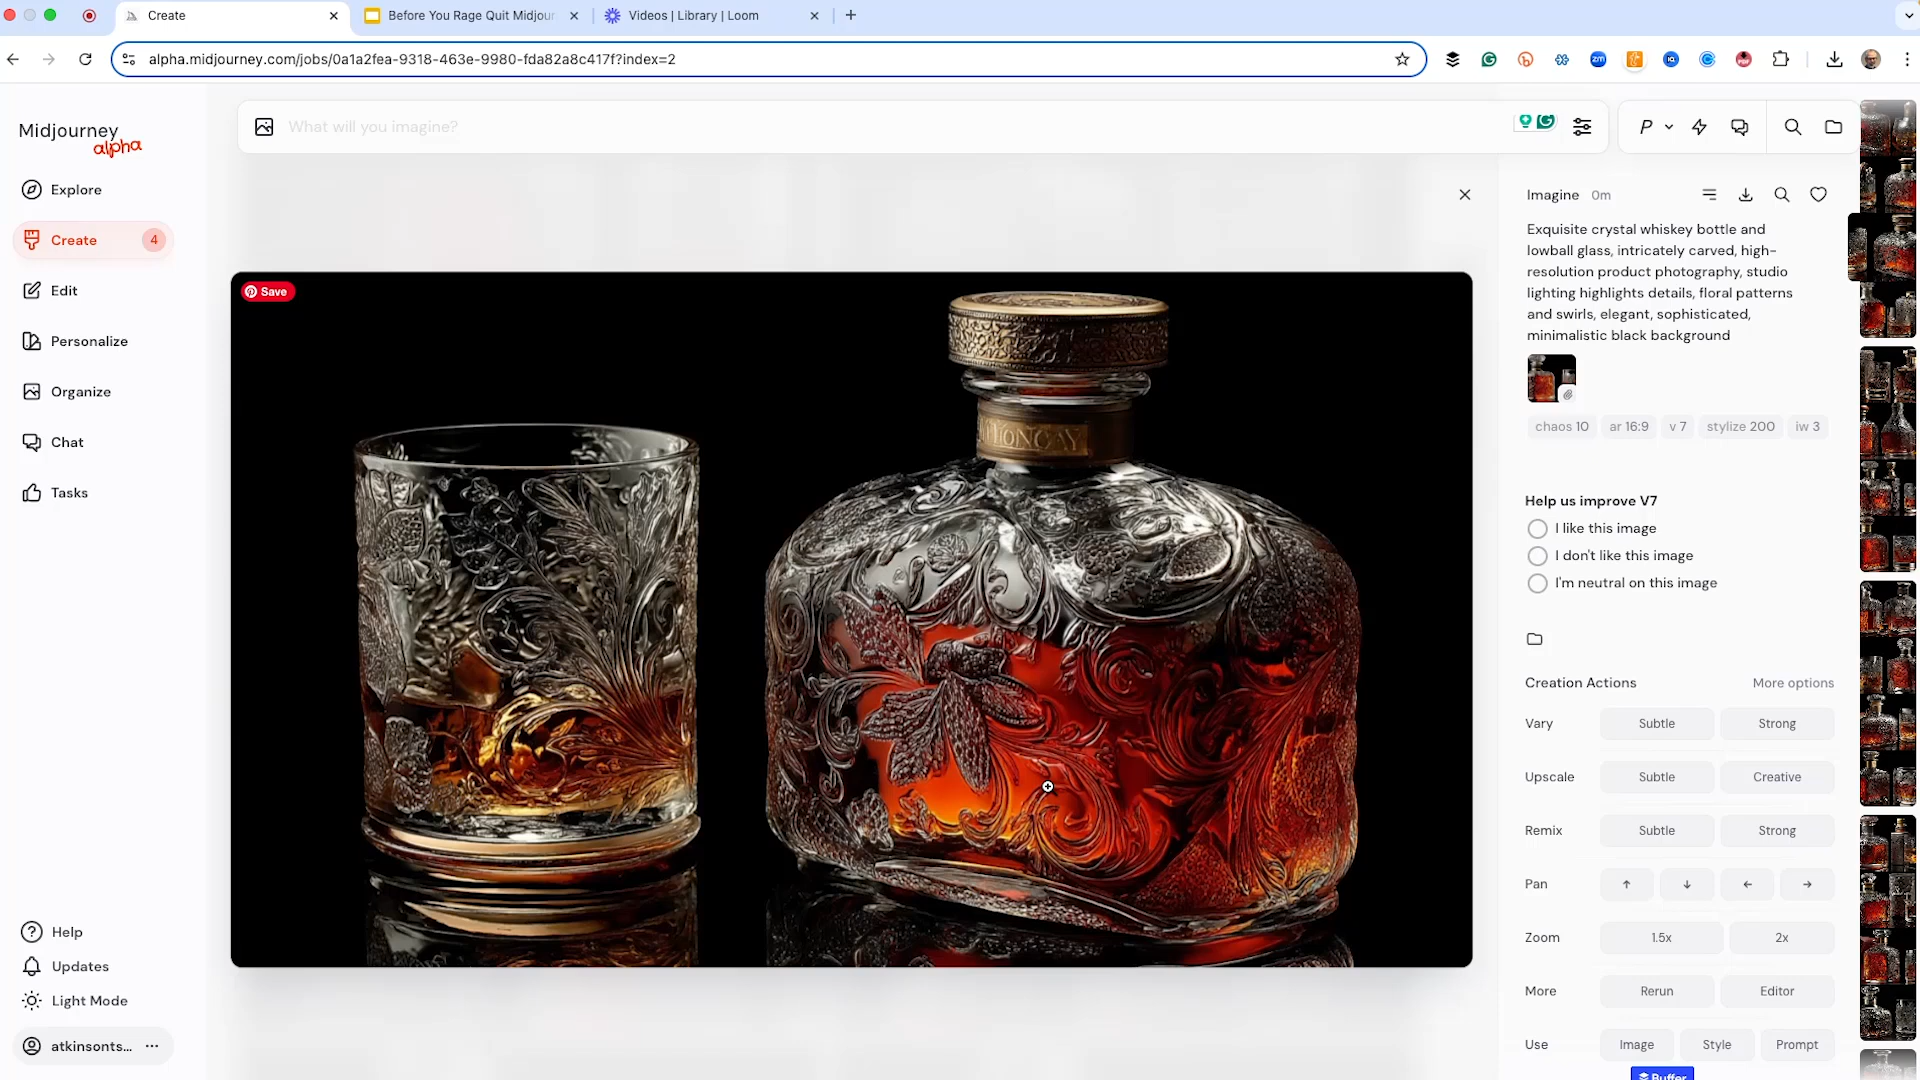 Create
Before You Rage Quit Midjour
Videos | Library | Loom
alpha.midjourney.com/jobs/0a1a2fea-9318-463e-9980-fda82a8c417f?index=2
Midjourney
alpha
What will you imagine?
P
Explore
Create 4
Edit
Personalize
Organize
Chat
Tasks
Help
Updates
Light Mode
atkinsonts... ...
Save
Imagine 0m
Exquisite crystal whiskey bottle and
lowball glass, intricately carved, high-
resolution product photography, studio
lighting highlights details, floral patterns
and swirls, elegant, sophisticated,
minimalistic black background
chaos 10 ar 16:9 v 7 stylize 200 iw 3
Help us improve V7
I like this image
I don't like this image
I'm neutral on this image
Creation Actions More options
Vary Subtle Strong
Upscale Subtle Creative
Remix Subtle Strong
Pan ↑ ↓ ← →
Zoom 1.5x 2x
More Rerun Editor
Use Image Style Prompt
Buffer